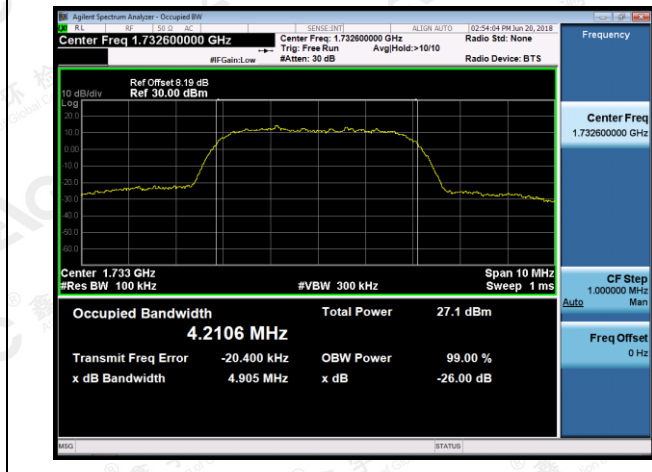 Agilent Spectrum Analyzer - Occupied BW
RL RF 50 Ω AC SENSE:INT ALIGN AUTO 02:54:04 PM Jun 20, 2018
Center Freq 1.732600000 GHz
Center Freq: 1.732600000 GHz Radio Std: None
Trig: Free Run Avg|Hold:>10/10
#IFGain:Low #Atten: 30 dB Radio Device: BTS
Ref Offset 8.19 dB
10 dB/div Ref 30.00 dBm
Log
20.0
10.0
0.00
-10.0
-20.0
-30.0
-40.0
-50.0
-60.0
Center 1.733 GHz Span 10 MHz
#Res BW 100 kHz #VBW 300 kHz Sweep 1 ms
Occupied Bandwidth Total Power 27.1 dBm
4.2106 MHz
Transmit Freq Error -20.400 kHz OBW Power 99.00 %
x dB Bandwidth 4.905 MHz x dB -26.00 dB
MSG STATUS
Frequency
Center Freq
1.732600000 GHz
CF Step
1.000000 MHz
Auto Man
Freq Offset
0 Hz